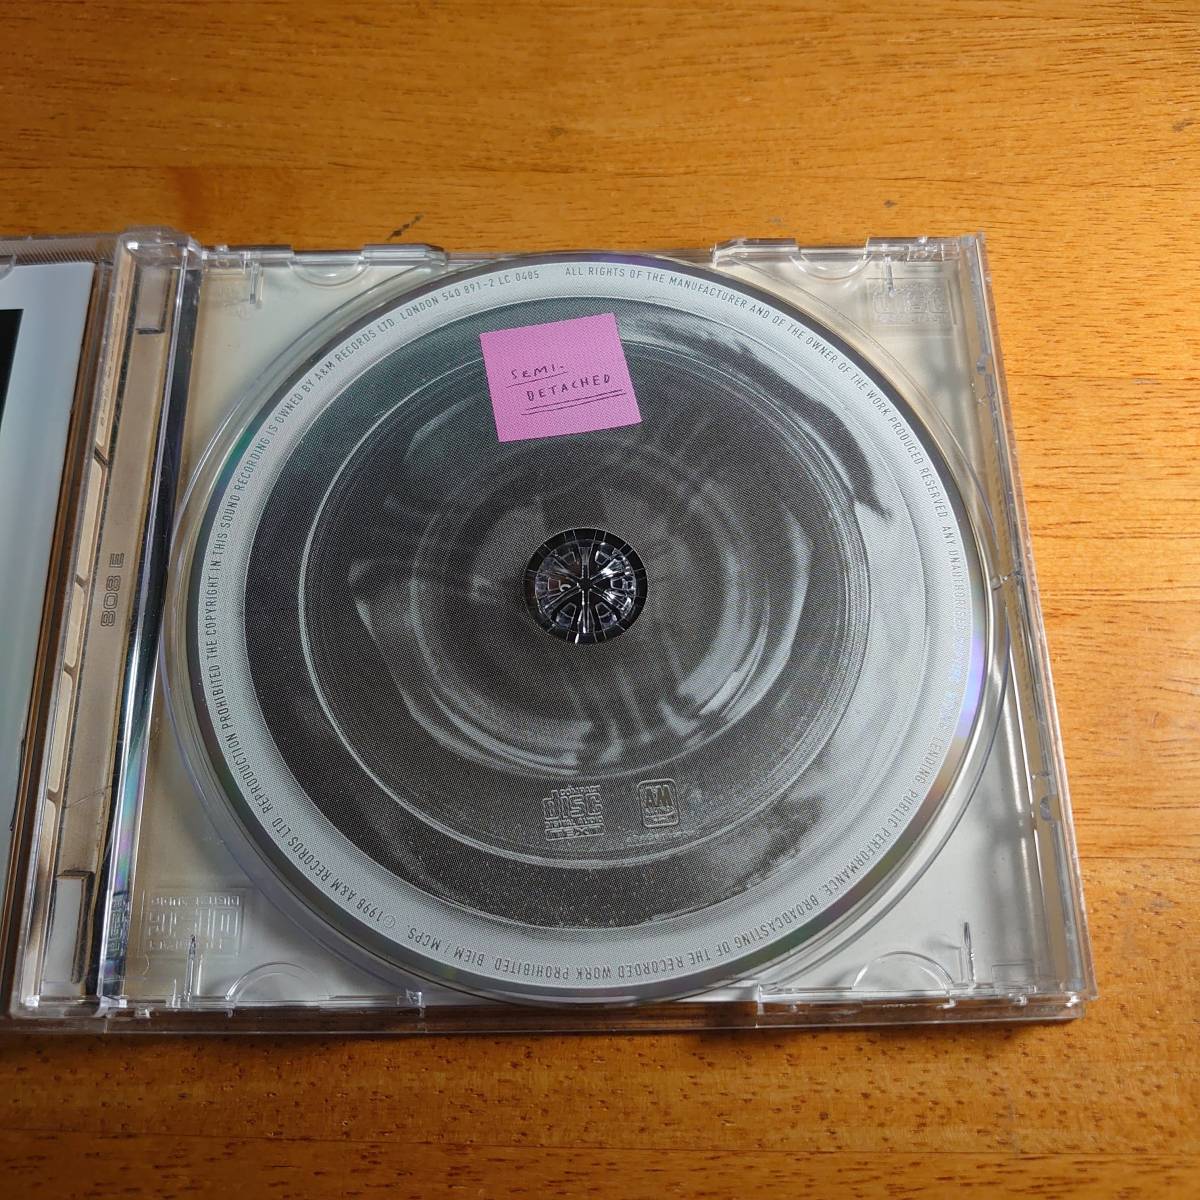 SEMI-
DETACHED
ALL RIGHTS OF THE MANUFACTURER AND OF THE OWNER OF THE WORK PRODUCED RESERVED. ANY UNAUTHORISED LENDING, PUBLIC PERFORMANCE, BROADCASTING OF THE RECORDED WORK PROHIBITED. BIEM / MCPS.
℗1998 A&M RECORDS LTD. REPRODUCTION PROHIBITED THE COPYRIGHT IN THIS SOUND RECORDING IS OWNED BY A&M RECORDS LTD. LONDON 540 891-2 LC 0485
COMPACT
disc
DIGITAL AUDIO
TEXT
A&M
E 808